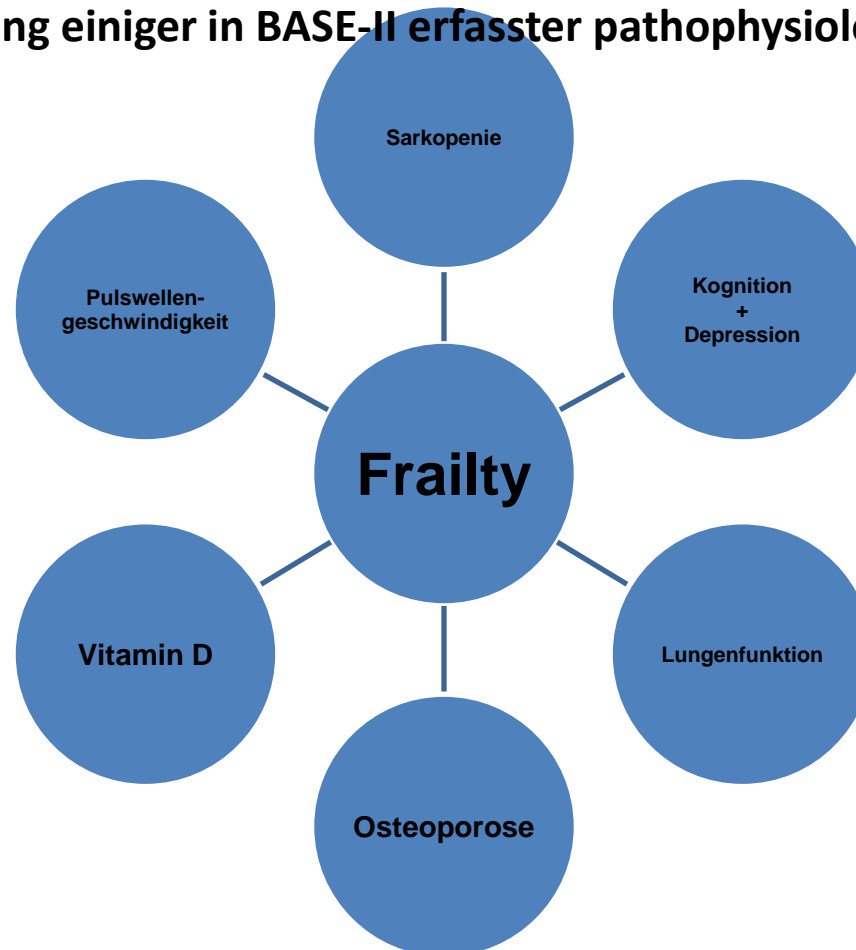 ng einiger in BASE-II erfasster pathophysiolo
Sarkopenie
Pulswellen-
geschwindigkeit
Kognition
+
Depression
Frailty
Vitamin D
Lungenfunktion
Osteoporose